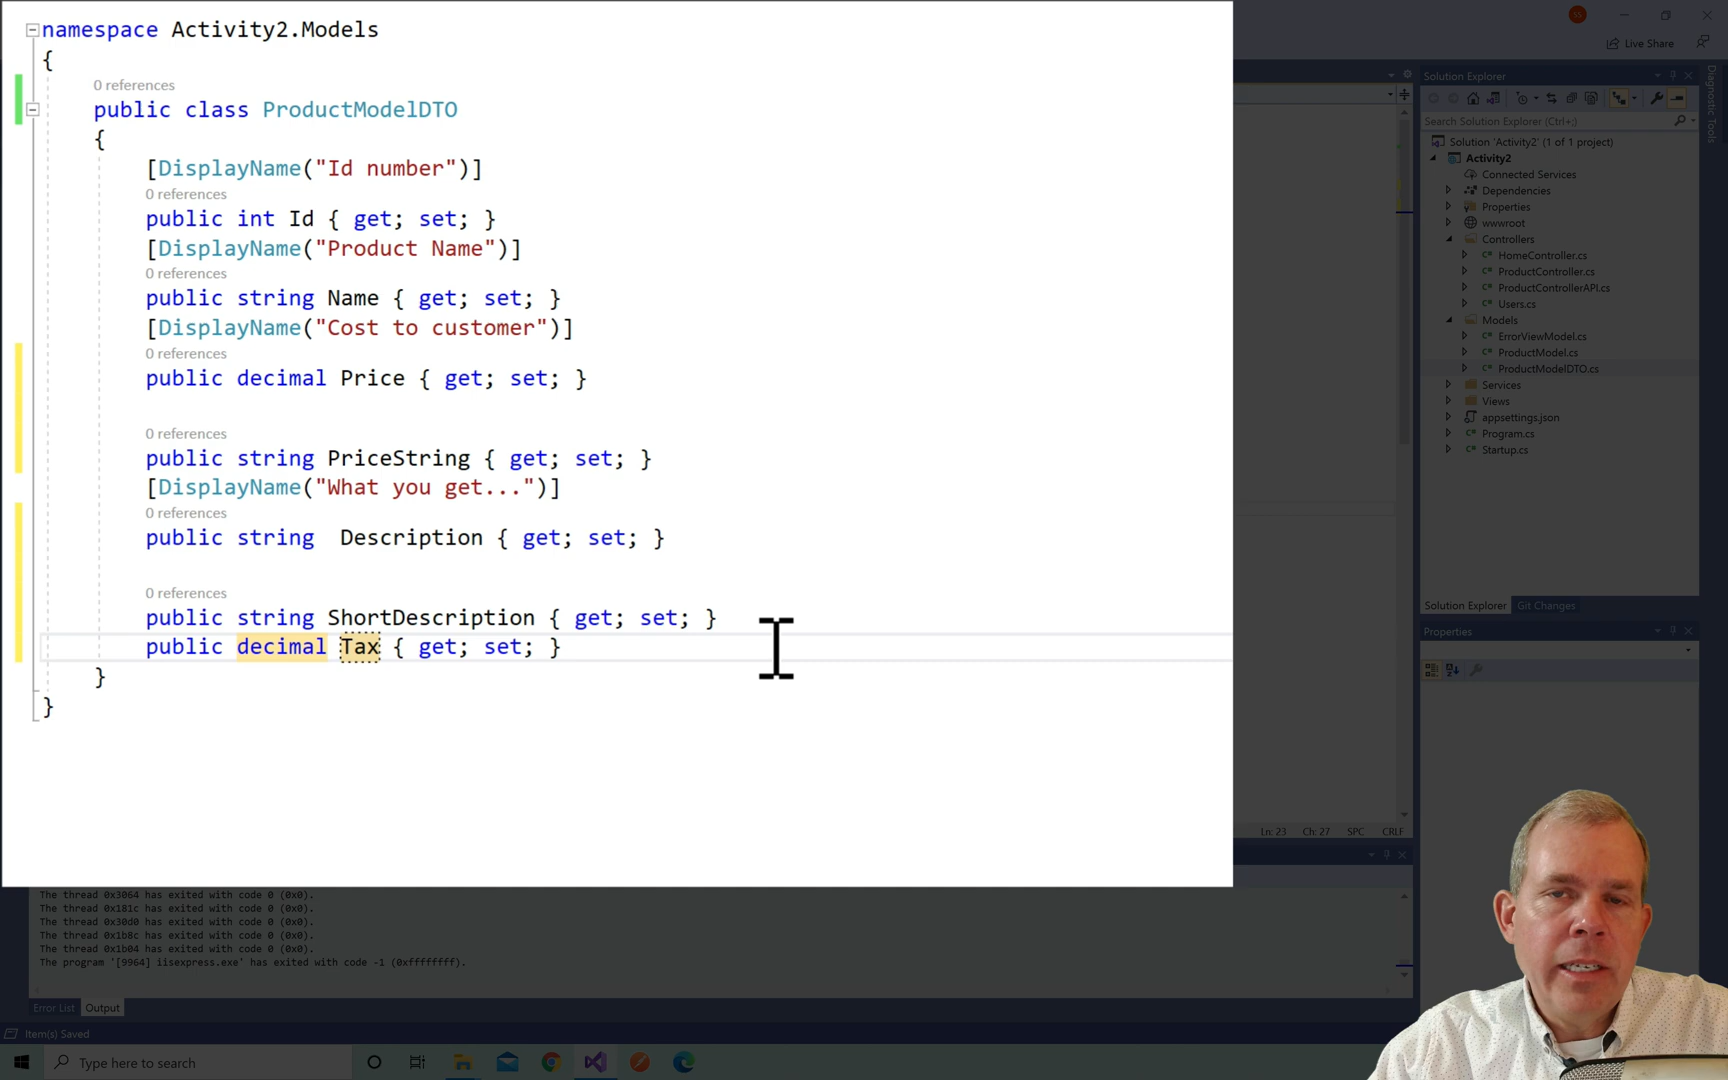 namespace Activity2.Models
{
0 references
public class ProductModelDTO
{
[DisplayName("Id number")]
0 references
public int Id { get; set; }
[DisplayName("Product Name")]
0 references
public string Name { get; set; }
[DisplayName("Cost to customer")]
0 references
public decimal Price { get; set; }
0 references
public string PriceString { get; set; }
[DisplayName("What you get...")]
0 references
public string  Description { get; set; }
0 references
public string ShortDescription { get; set; }
public decimal Tax { get; set; }
}
}
SS
Live Share
Diagnostic Tools
Solution Explorer
Search Solution Explorer (Ctrl+;)
Solution 'Activity2' (1 of 1 project)
Activity2
Connected Services
Dependencies
Properties
wwwroot
Controllers
HomeController.cs
ProductController.cs
ProductControllerAPI.cs
Users.cs
Models
ErrorViewModel.cs
ProductModel.cs
ProductModelDTO.cs
Services
Views
appsettings.json
Program.cs
Startup.cs
Solution Explorer Git Changes
Properties
Ln: 23 Ch: 27 SPC CRLF
The thread 0x3064 has exited with code 0 (0x0).
The thread 0x181c has exited with code 0 (0x0).
The thread 0x30d0 has exited with code 0 (0x0).
The thread 0x1b8c has exited with code 0 (0x0).
The thread 0x1b04 has exited with code 0 (0x0).
The program '[9964] iisexpress.exe' has exited with code -1 (0xffffffff).
Error List Output
Item(s) Saved
Type here to search